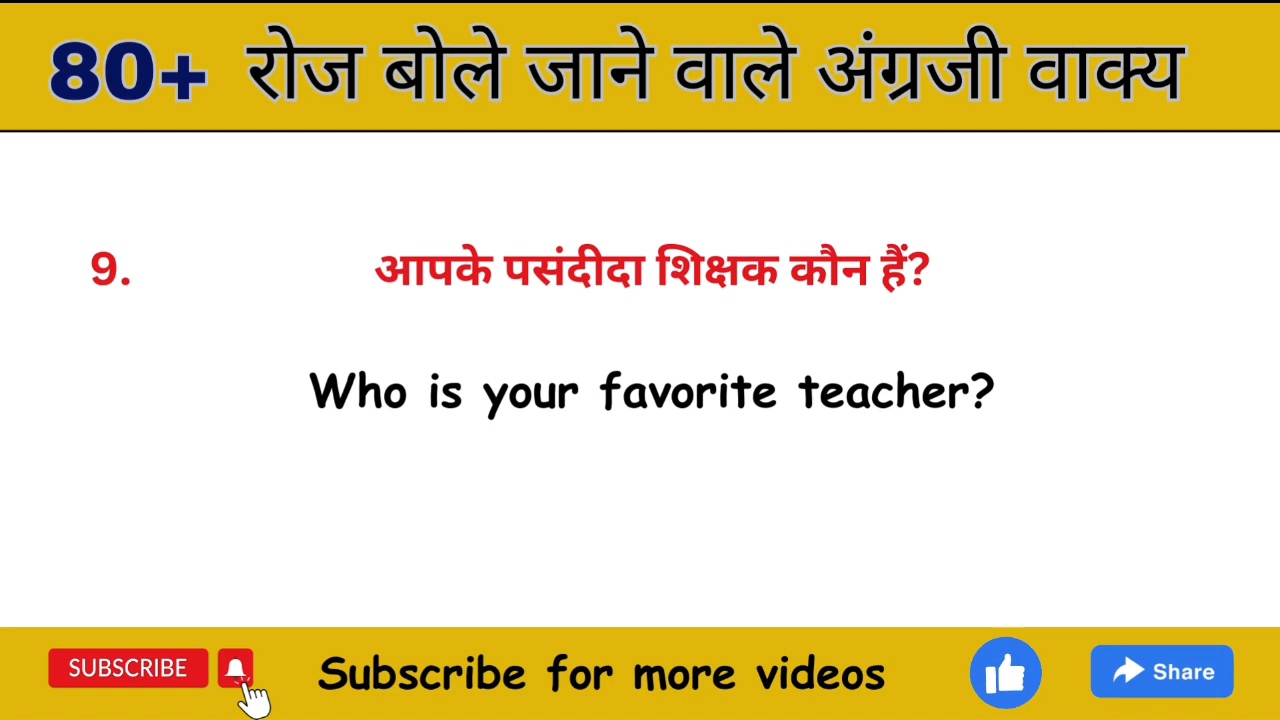 80+ रोज बोले जाने वाले अंग्रजी वाक्य
9. आपके पसंदीदा शिक्षक कौन हैं?
Who is your favorite teacher?
SUBSCRIBE Subscribe for more videos Share